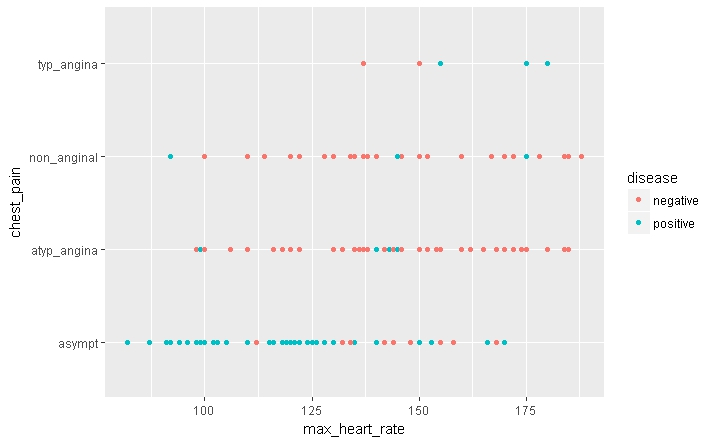 typ_angina
non_anginal
atyp_angina
asympt
chest_pain
100
125
150
175
max_heart_rate
disease
negative
positive